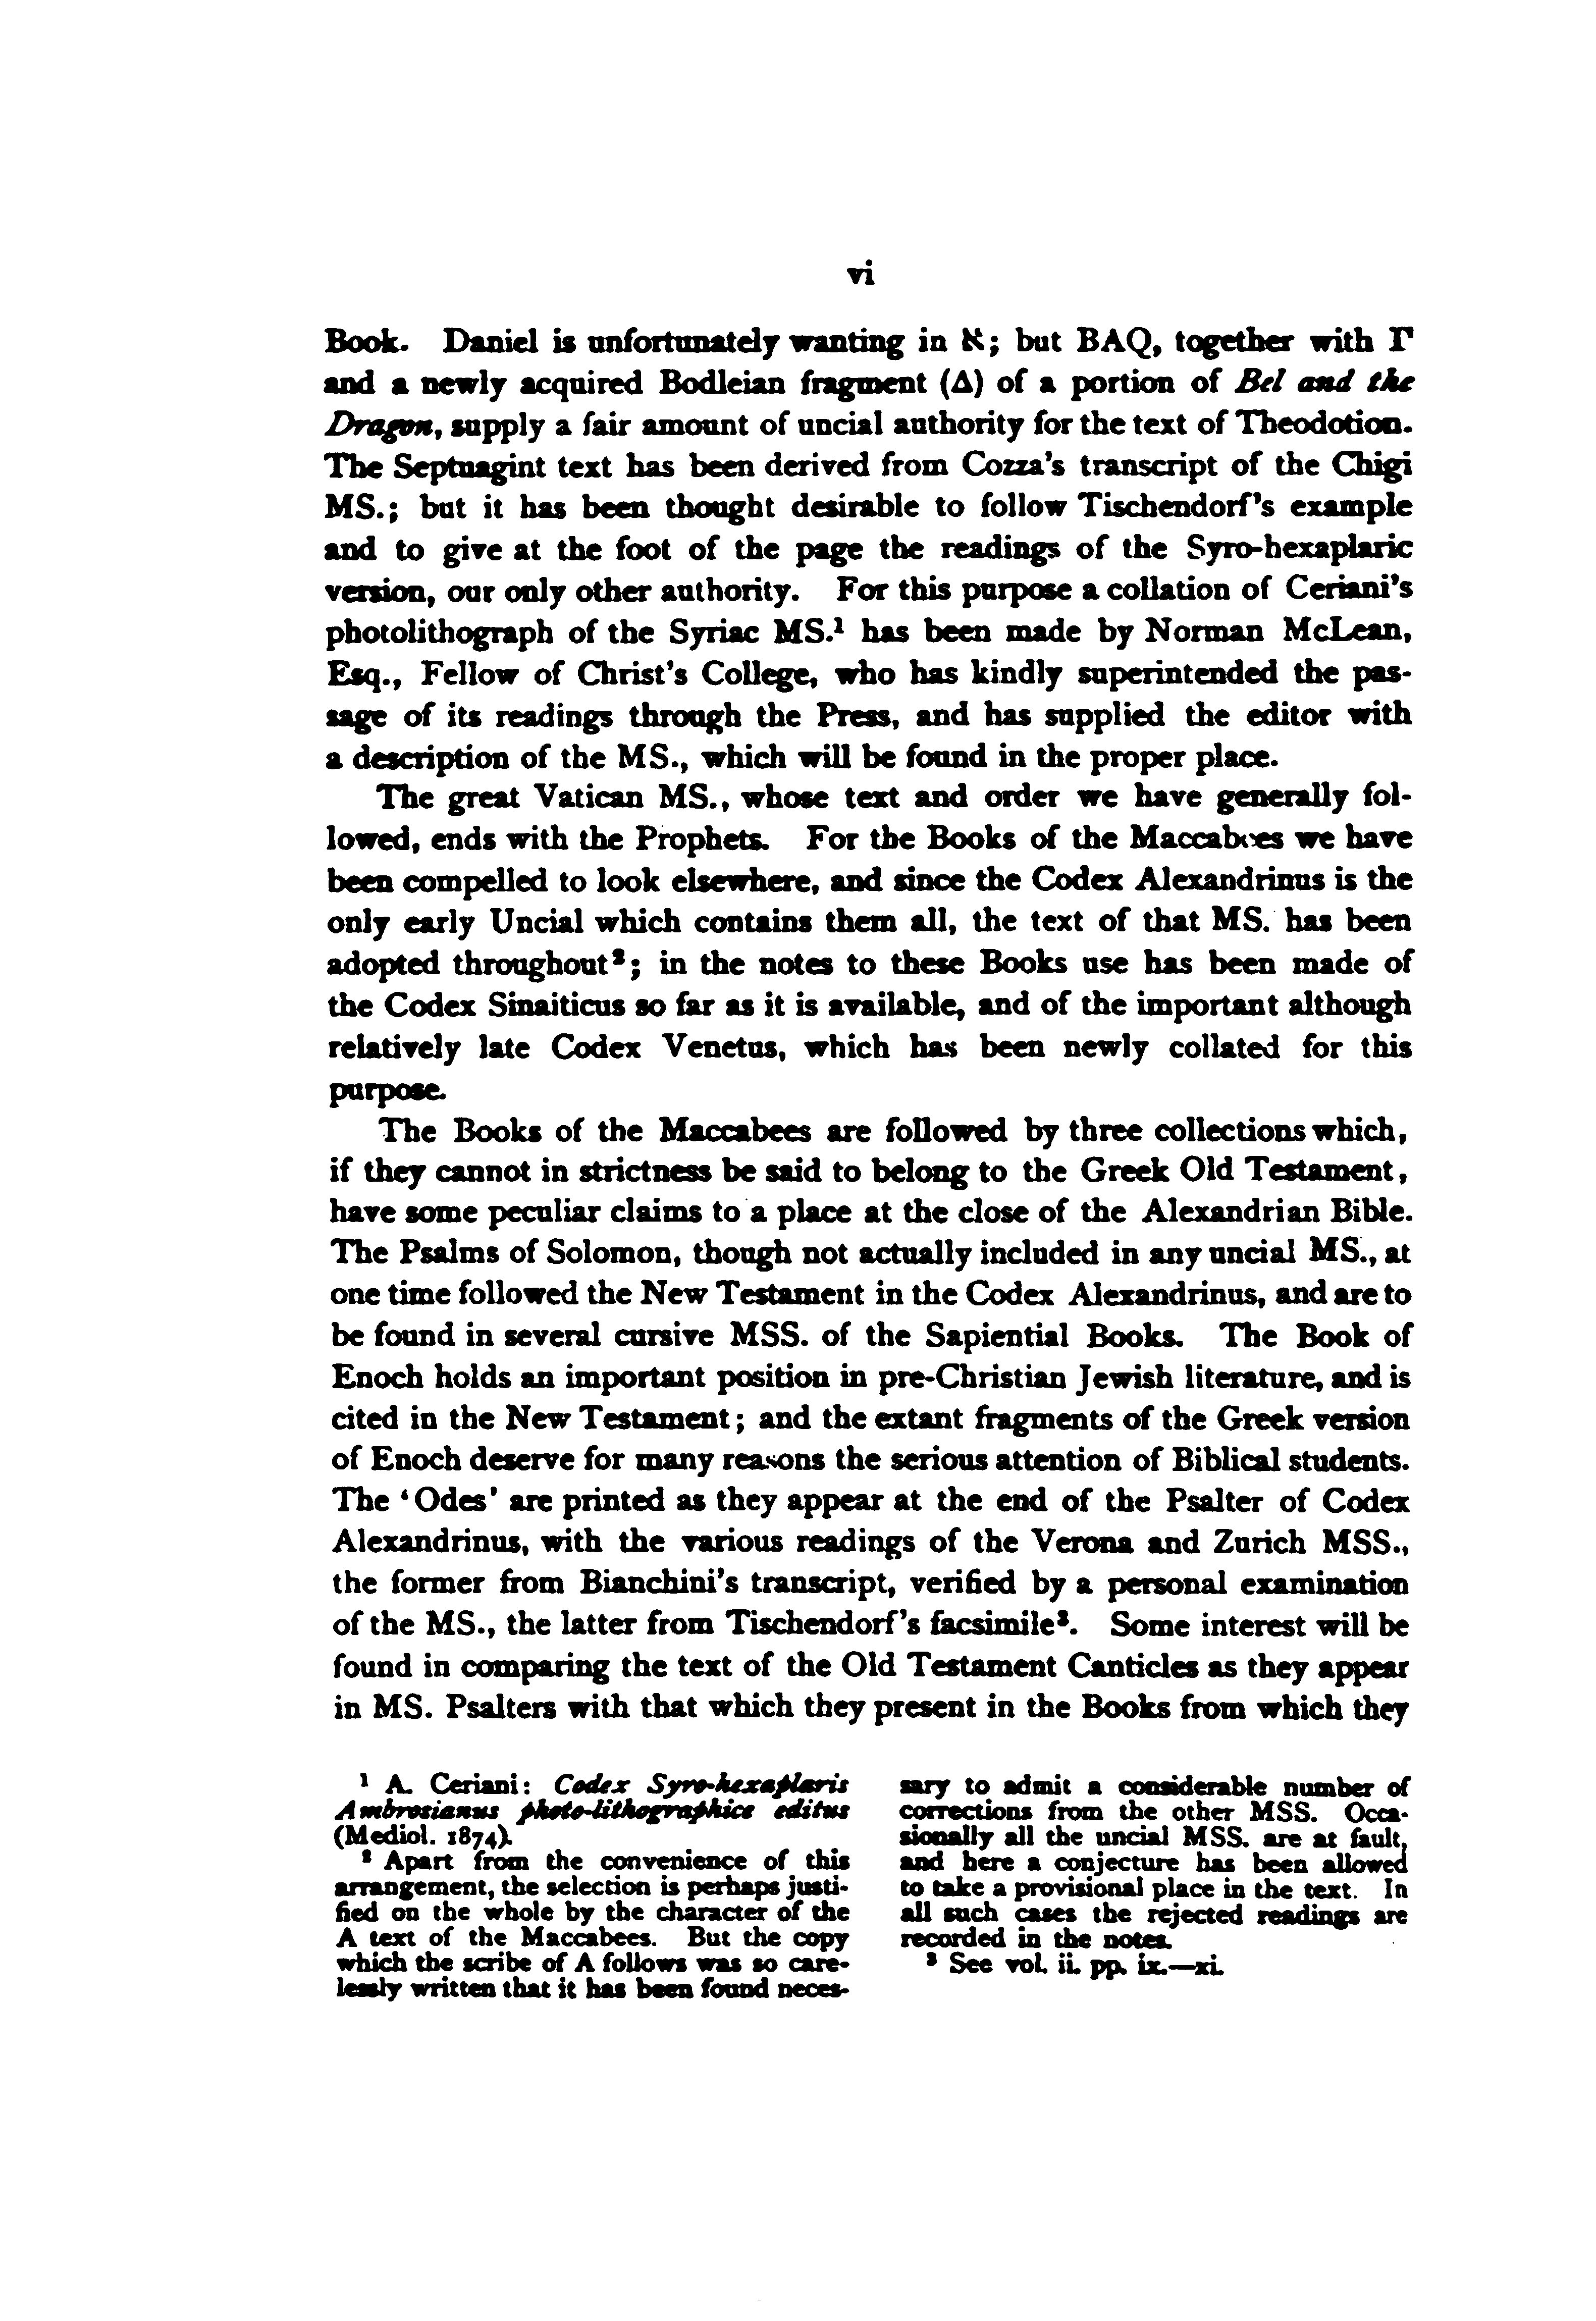 vi
Book. Daniel is unfortunately wanting in א; but BAQ, together with Γ
and a newly acquired Bodleian fragment (Δ) of a portion of Bel and the
Dragon, supply a fair amount of uncial authority for the text of Theodotion.
The Septuagint text has been derived from Cozza's transcript of the Chigi
MS.; but it has been thought desirable to follow Tischendorf's example
and to give at the foot of the page the readings of the Syro-hexaplaric
version, our only other authority. For this purpose a collation of Ceriani's
photolithograph of the Syriac MS.¹ has been made by Norman McLean,
Esq., Fellow of Christ's College, who has kindly superintended the pas-
sage of its readings through the Press, and has supplied the editor with
a description of the MS., which will be found in the proper place.
The great Vatican MS., whose text and order we have generally fol-
lowed, ends with the Prophets. For the Books of the Maccabees we have
been compelled to look elsewhere, and since the Codex Alexandrinus is the
only early Uncial which contains them all, the text of that MS. has been
adopted throughout²; in the notes to these Books use has been made of
the Codex Sinaiticus so far as it is available, and of the important although
relatively late Codex Venetus, which has been newly collated for this
purpose.
The Books of the Maccabees are followed by three collections which,
if they cannot in strictness be said to belong to the Greek Old Testament,
have some peculiar claims to a place at the close of the Alexandrian Bible.
The Psalms of Solomon, though not actually included in any uncial MS., at
one time followed the New Testament in the Codex Alexandrinus, and are to
be found in several cursive MSS. of the Sapiential Books. The Book of
Enoch holds an important position in pre-Christian Jewish literature, and is
cited in the New Testament; and the extant fragments of the Greek version
of Enoch deserve for many reasons the serious attention of Biblical students.
The 'Odes' are printed as they appear at the end of the Psalter of Codex
Alexandrinus, with the various readings of the Verona and Zurich MSS.,
the former from Bianchini's transcript, verified by a personal examination
of the MS., the latter from Tischendorf's facsimile³. Some interest will be
found in comparing the text of the Old Testament Canticles as they appear
in MS. Psalters with that which they present in the Books from which they
¹ A. Ceriani: Codex Syro-hexaplaris
Ambrosianus photo-lithographice editus
(Mediol. 1874).
² Apart from the convenience of this
arrangement, the selection is perhaps justi-
fied on the whole by the character of the
A text of the Maccabees. But the copy
which the scribe of A follows was so care-
lessly written that it has been found neces-
sary to admit a considerable number of
corrections from the other MSS. Occa-
sionally all the uncial MSS. are at fault,
and here a conjecture has been allowed
to take a provisional place in the text. In
all such cases the rejected readings are
recorded in the notes.
³ See vol. ii. pp. ix.—xi.